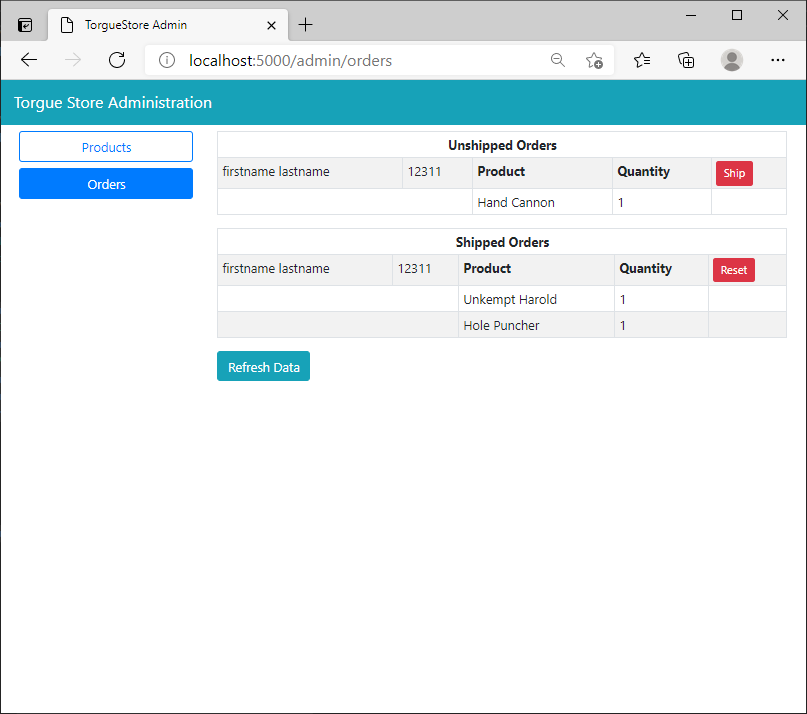 TorgueStore Admin
localhost:5000/admin/orders
Torgue Store Administration
Products
Orders
Unshipped Orders
firstname lastname 12311 Product Quantity Ship
Hand Cannon 1
Shipped Orders
firstname lastname 12311 Product Quantity Reset
Unkempt Harold 1
Hole Puncher 1
Refresh Data